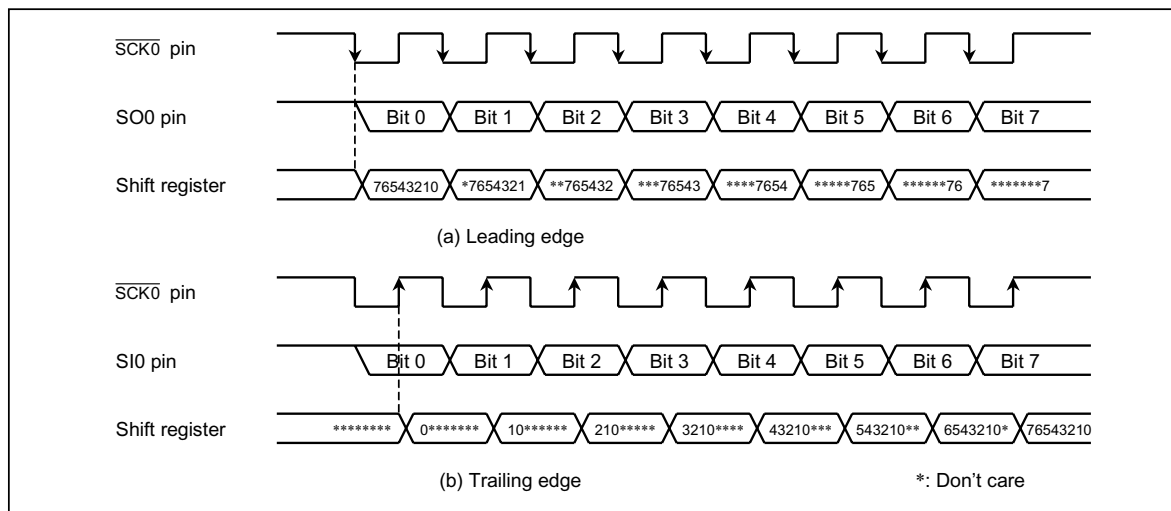 SCK0 pin
SO0 pin Bit 0 Bit 1 Bit 2 Bit 3 Bit 4 Bit 5 Bit 6 Bit 7
Shift register 76543210 *7654321 **765432 ***76543 ****7654 *****765 ******76 *******7
(a) Leading edge
SCK0 pin
SI0 pin Bit 0 Bit 1 Bit 2 Bit 3 Bit 4 Bit 5 Bit 6 Bit 7
Shift register ******** 0******* 10****** 210***** 3210**** 43210*** 543210** 6543210* 76543210
(b) Trailing edge *: Don't care